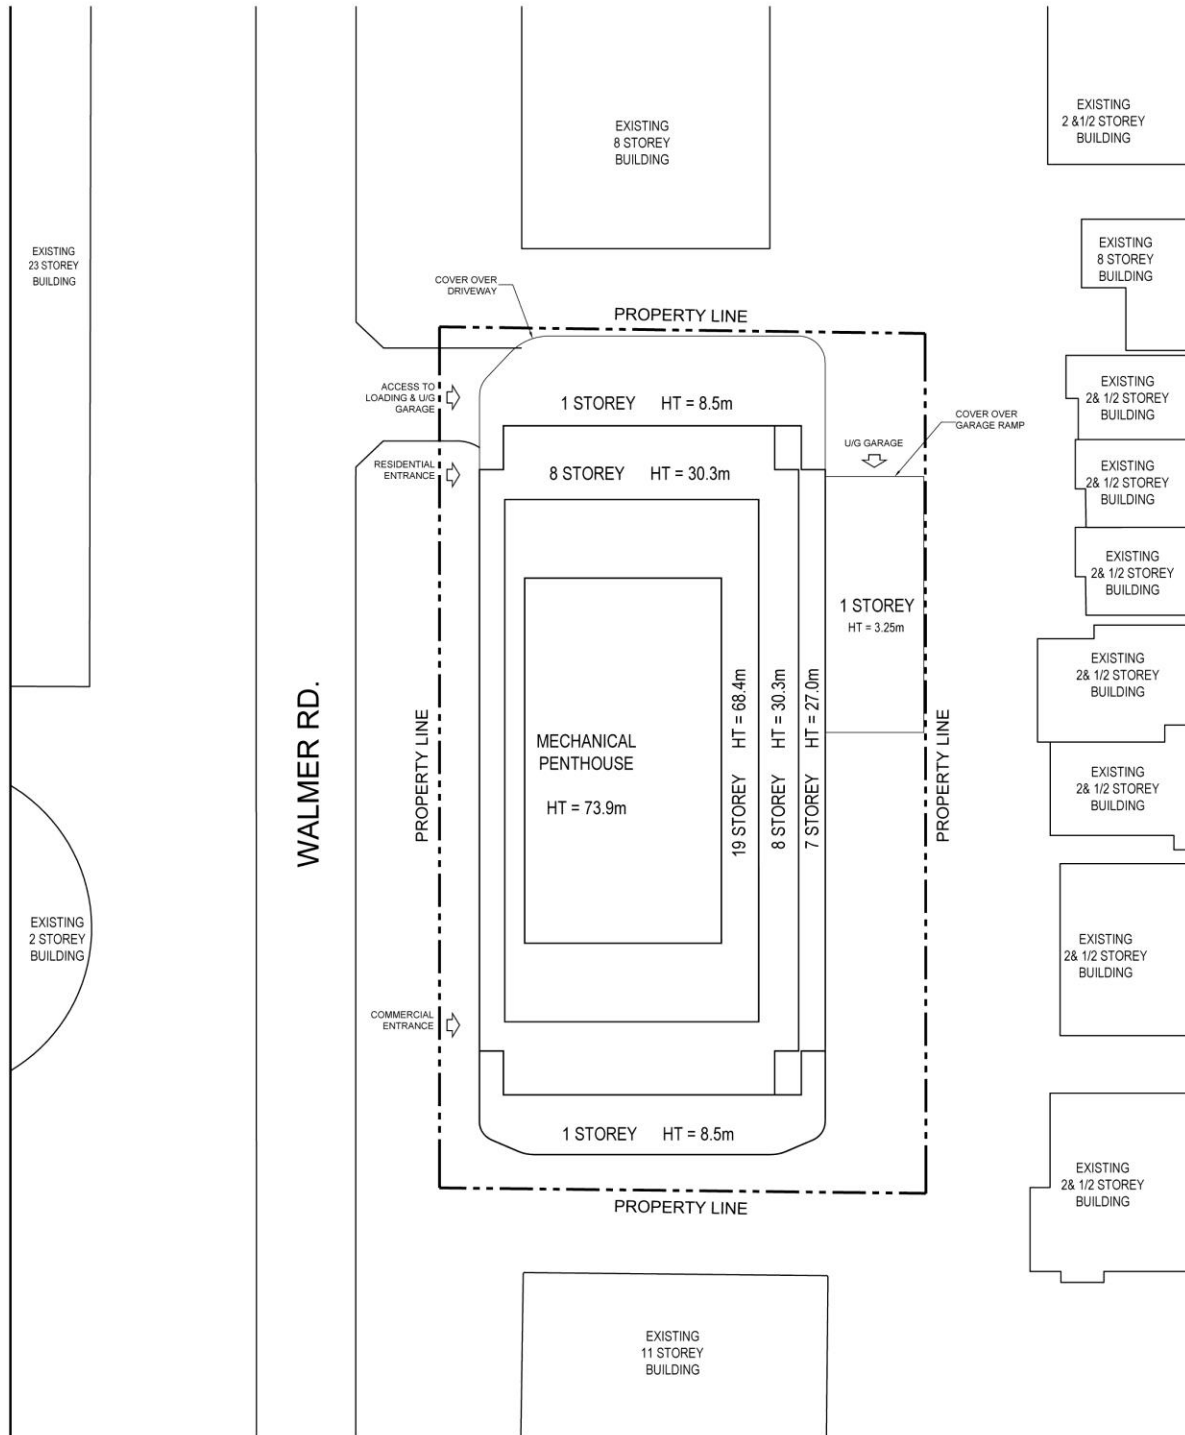 EXISTING
2 &1/2 STOREY
BUILDING
EXISTING
8 STOREY
BUILDING
EXISTING
23 STOREY
BUILDING
EXISTING
8 STOREY
BUILDING
COVER OVER
DRIVEWAY
PROPERTY LINE
ACCESS TO
LOADING & U/G
GARAGE
1 STOREY HT = 8.5m
COVER OVER
GARAGE RAMP
EXISTING
2& 1/2 STOREY
BUILDING
U/G GARAGE
RESIDENTIAL
ENTRANCE
8 STOREY HT = 30.3m
EXISTING
2& 1/2 STOREY
BUILDING
EXISTING
2& 1/2 STOREY
BUILDING
1 STOREY
HT = 3.25m
EXISTING
2& 1/2 STOREY
BUILDING
WALMER RD.
PROPERTY LINE
MECHANICAL
PENTHOUSE
HT = 73.9m
19 STOREY HT = 68.4m
8 STOREY HT = 30.3m
7 STOREY HT = 27.0m
PROPERTY LINE
EXISTING
2& 1/2 STOREY
BUILDING
EXISTING
2 STOREY
BUILDING
EXISTING
2& 1/2 STOREY
BUILDING
COMMERCIAL
ENTRANCE
1 STOREY HT = 8.5m
EXISTING
2& 1/2 STOREY
BUILDING
PROPERTY LINE
EXISTING
11 STOREY
BUILDING